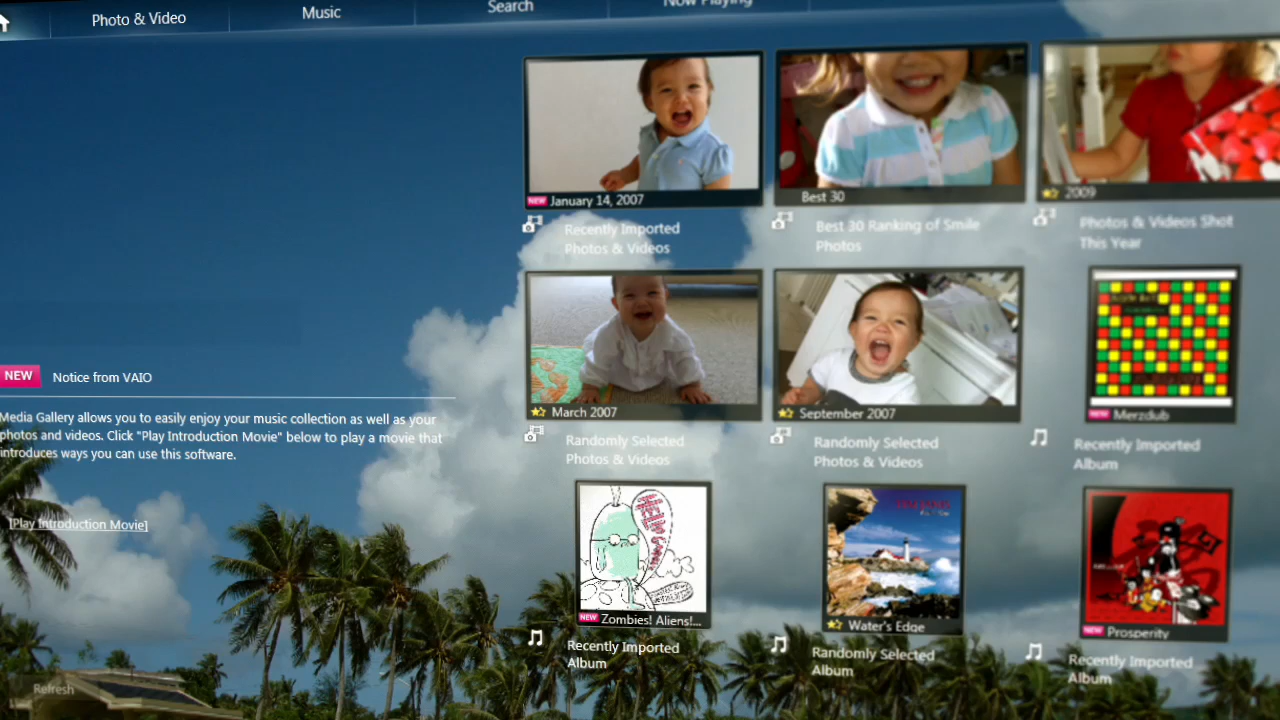 Photo & Video
Music
Search
Now Playing
NEW January 14, 2007
Best 30
2009
Recently Imported
Photos & Videos
Best 30 Ranking of Smile
Photos
Photos & Videos Shot
This Year
NEW Notice from VAIO
Media Gallery allows you to easily enjoy your music collection as well as your
photos and videos. Click "Play Introduction Movie" below to play a movie that
introduces ways you can use this software.
[Play Introduction Movie]
March 2007
September 2007
NEW Merzdub
Randomly Selected
Photos & Videos
Randomly Selected
Photos & Videos
Recently Imported
Album
HELLO
NEW Zombies! Aliens!...
Water's Edge
NEW Prosperity
Recently Imported
Album
Randomly Selected
Album
Recently Imported
Album
Refresh